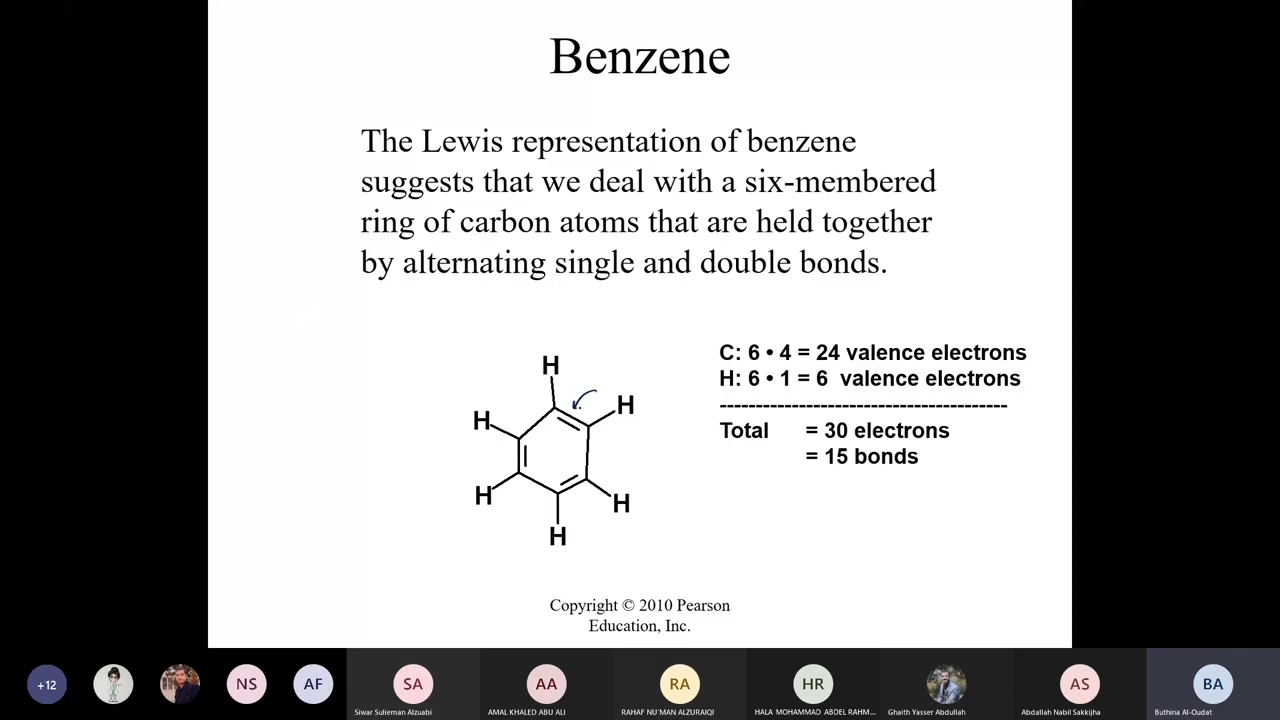 Benzene
The Lewis representation of benzene
suggests that we deal with a six-membered
ring of carbon atoms that are held together
by alternating single and double bonds.
C: 6 • 4 = 24 valence electrons
H: 6 • 1 = 6 valence electrons
----------------------------------------
Total = 30 electrons
= 15 bonds
H
H
H
H
H
H
Copyright © 2010 Pearson
Education, Inc.
+12
NS
AF
SA
AA
RA
HR
AS
BA
Siwar Sulieman Alzuabi
AMAL KHALED ABU ALI
RAHAF NU'MAN ALZURAIQI
HALA MOHAMMAD ABDEL RAHM...
Ghaith Yasser Abdullah
Abdallah Nabil Sakkijha
Buthina Al-Oudat